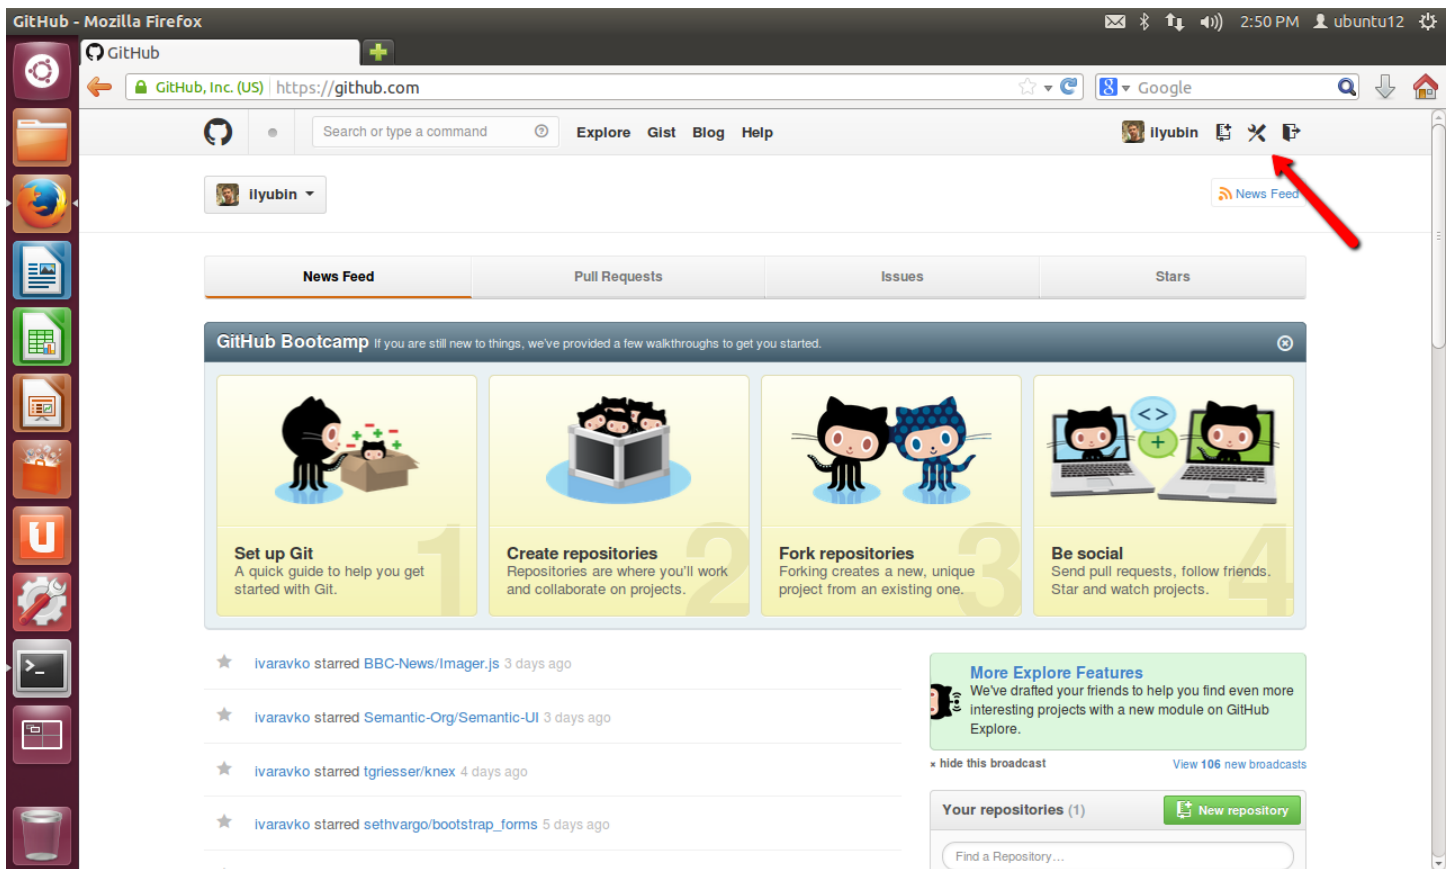 GitHub - Mozilla Firefox
2:50 PM ubuntu12
GitHub
GitHub, Inc. (US) https://github.com
Google
Search or type a command
Explore Gist Blog Help
ilyubin
ilyubin
News Feed
News Feed Pull Requests Issues Stars
GitHub Bootcamp If you are still new to things, we've provided a few walkthroughs to get you started.
1
Set up Git
A quick guide to help you get
started with Git.
2
Create repositories
Repositories are where you'll work
and collaborate on projects.
3
Fork repositories
Forking creates a new, unique
project from an existing one.
4
Be social
Send pull requests, follow friends.
Star and watch projects.
ivaravko starred BBC-News/Imager.js 3 days ago
ivaravko starred Semantic-Org/Semantic-UI 3 days ago
ivaravko starred tgriesser/knex 4 days ago
ivaravko starred sethvargo/bootstrap_forms 5 days ago
More Explore Features
We've drafted your friends to help you find even more
interesting projects with a new module on GitHub
Explore.
× hide this broadcast View 106 new broadcasts
Your repositories (1) New repository
Find a Repository…